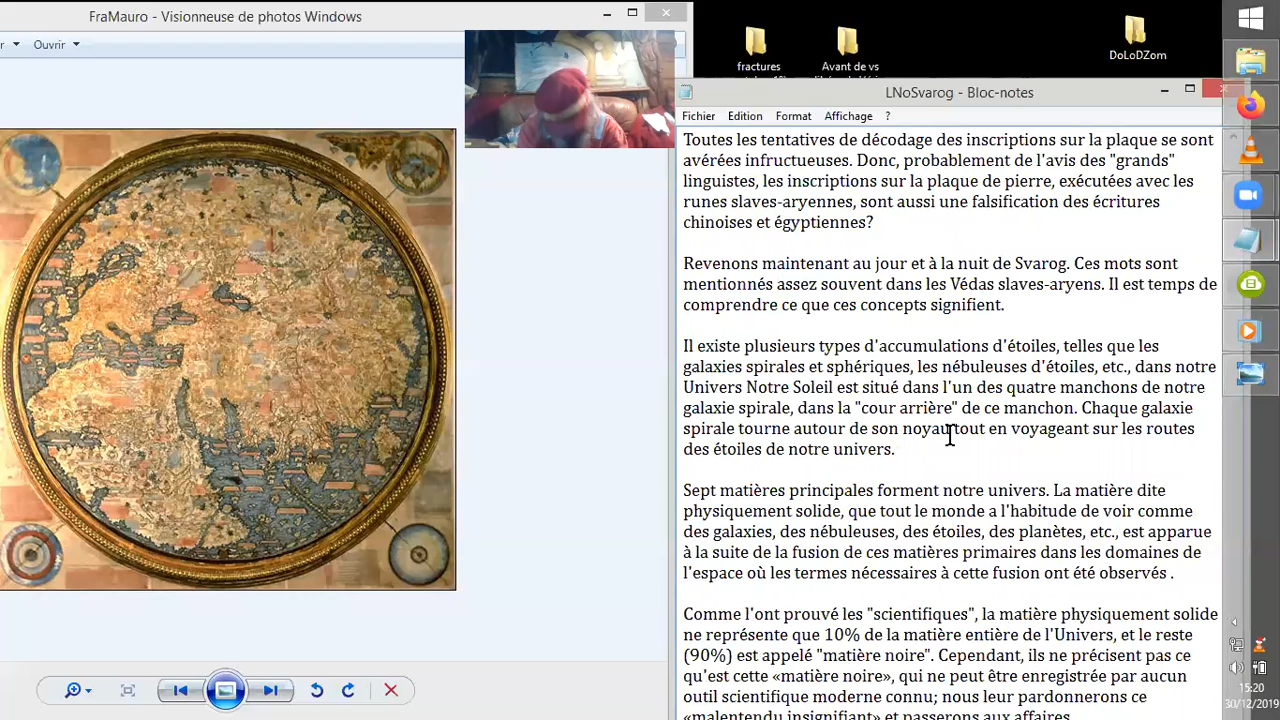 FraMauro - Visionneuse de photos Windows
r
Ouvrir
fractures
Avant de vs
DoLoDZom
LNoSvarog - Bloc-notes
Fichier Edition Format Affichage ?
Toutes les tentatives de décodage des inscriptions sur la plaque se sont
avérées infructueuses. Donc, probablement de l'avis des "grands"
linguistes, les inscriptions sur la plaque de pierre, exécutées avec les
runes slaves-aryennes, sont aussi une falsification des écritures
chinoises et égyptiennes?
Revenons maintenant au jour et à la nuit de Svarog. Ces mots sont
mentionnés assez souvent dans les Védas slaves-aryens. Il est temps de
comprendre ce que ces concepts signifient.
Il existe plusieurs types d'accumulations d'étoiles, telles que les
galaxies spirales et sphériques, les nébuleuses d'étoiles, etc., dans notre
Univers Notre Soleil est situé dans l'un des quatre manchons de notre
galaxie spirale, dans la "cour arrière" de ce manchon. Chaque galaxie
spirale tourne autour de son noyau tout en voyageant sur les routes
des étoiles de notre univers.
Sept matières principales forment notre univers. La matière dite
physiquement solide, que tout le monde a l'habitude de voir comme
des galaxies, des nébuleuses, des étoiles, des planètes, etc., est apparue
à la suite de la fusion de ces matières primaires dans les domaines de
l'espace où les termes nécessaires à cette fusion ont été observés .
Comme l'ont prouvé les "scientifiques", la matière physiquement solide
ne représente que 10% de la matière entière de l'Univers, et le reste
(90%) est appelé "matière noire". Cependant, ils ne précisent pas ce
qu'est cette «matière noire», qui ne peut être enregistrée par aucun
outil scientifique moderne connu; nous leur pardonnerons ce
«malentendu insignifiant» et passerons aux affaires.
15:20
30/12/2019